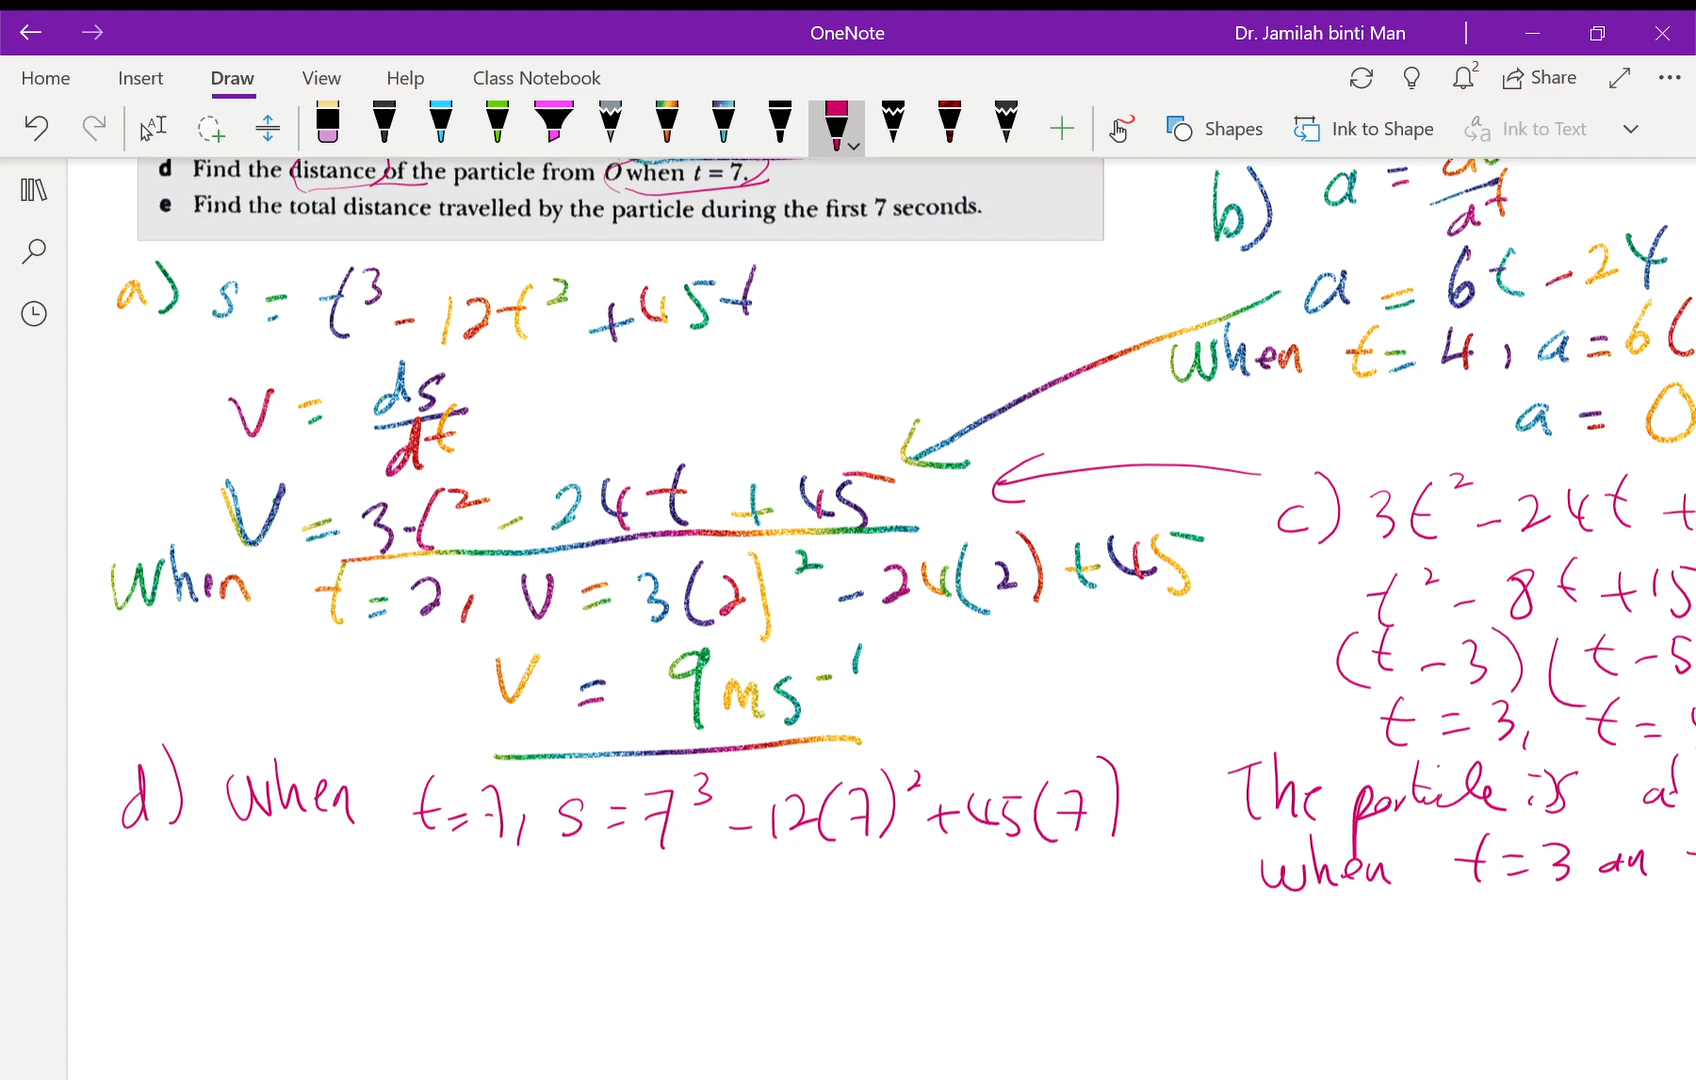 OneNote
Dr. Jamilah binti Man
Home Insert Draw View Help Class Notebook
2
Share
Shapes
Ink to Shape
Ink to Text
d Find the distance of the particle from O when t = 7.
e Find the total distance travelled by the particle during the first 7 seconds.
a) s = t³ - 12t² + 45t
v = ds/dt
V = 3t² - 24t + 45
when t = 2, v = 3(2)² - 24(2) + 45
v = 9ms⁻¹
d) when t=7, s = 7³ - 12(7)² + 45(7)
b) a =
dt
a = 6t - 24
when t = 4, a = 6(
a = 0
c) 3t² - 24t +
t² - 8t + 15
(t - 3)(t - 5
t = 3, t =
The particle is at
when t = 3 an